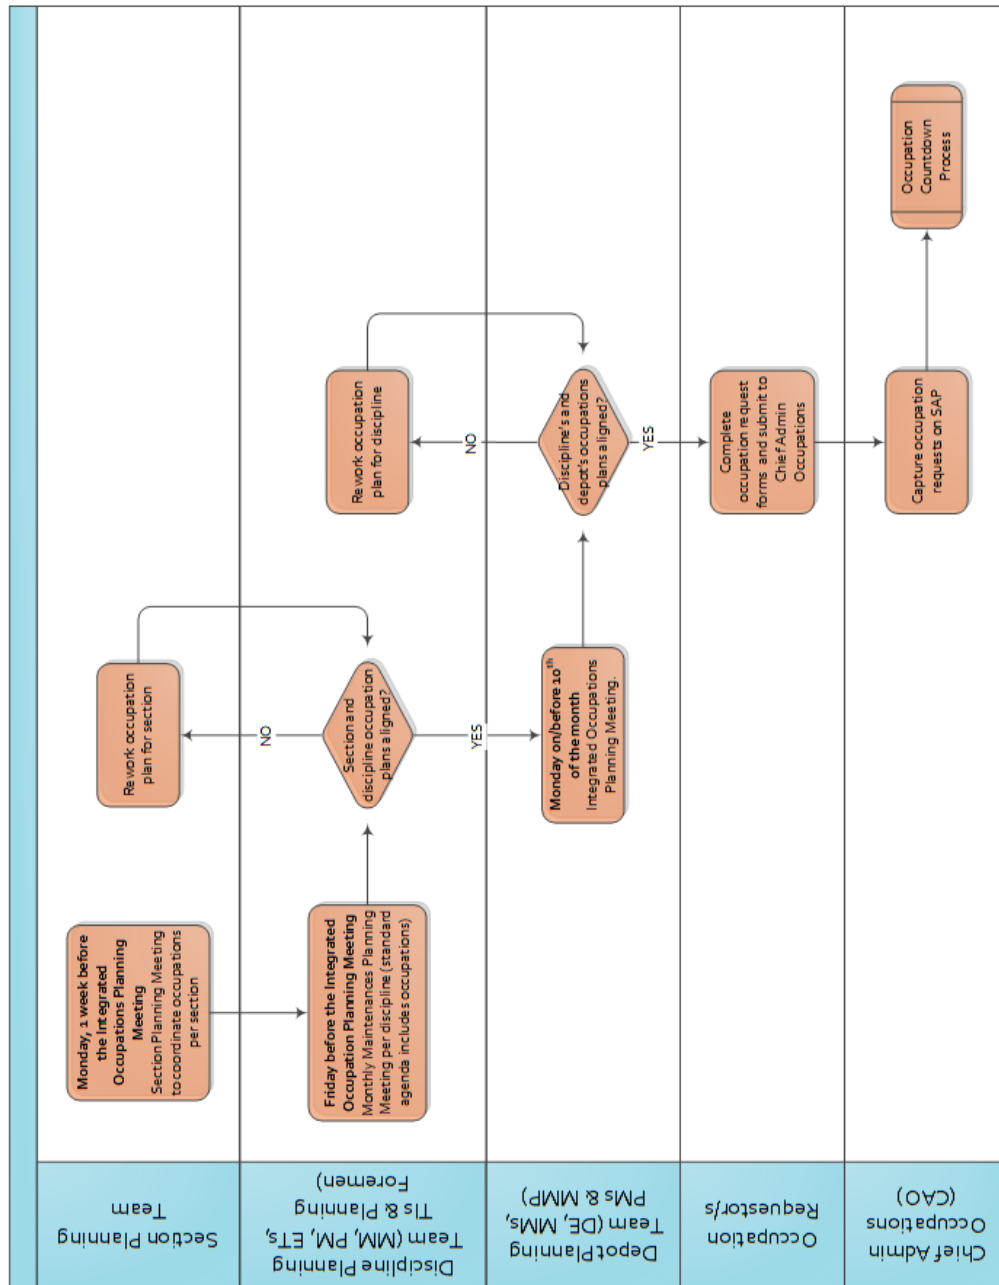 Section Planning
Team
Discipline Planning
Team (MM, PM, ETs,
TIs & Planning
Foremen)
Depot Planning
Team (DE, MMs,
PMs & MMP)
Occupation
Requestor/s
Chief Admin
Occupations
(CAO)
Monday, 1 week before
the Integrated
Occupations Planning
Meeting
Section Planning Meeting
to coordinate occupations
per section
Friday before the Integrated
Occupation Planning Meeting
Monthly Maintenances Planning
Meeting per discipline (standard
agenda includes occupations)
Rework occupation
plan for section
NO
Section and
discipline occupation
plans aligned?
YES
Monday on/before 10th
of the month
Integrated Occupations
Planning Meeting.
Rework occupation
plan for discipline
NO
Discipline's and
depot's occupations
plans aligned?
YES
Complete
occupation request
forms and submit to
Chief Admin
Occupations
Capture occupation
requests on SAP
Occupation
Countdown
Process